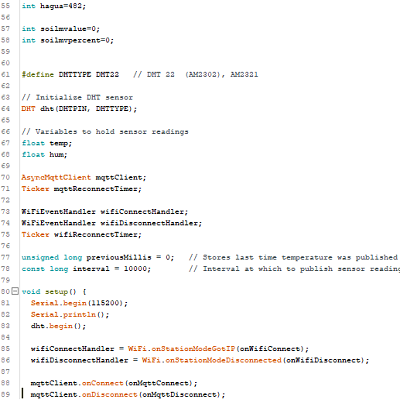 55 int hagua=482;
56
57 int soilmvalue=0;
58 int soilmvpercent=0;
59
60
61 #define DHTTYPE DHT22 // DHT 22 (AM2302), AM2321
62
63 // Initialize DHT sensor
64 DHT dht(DHTPIN, DHTTYPE);
65
66 // Variables to hold sensor readings
67 float temp;
68 float hum;
69
70 AsyncMqttClient mqttClient;
71 Ticker mqttReconnectTimer;
72
73 WiFiEventHandler wifiConnectHandler;
74 WiFiEventHandler wifiDisconnectHandler;
75 Ticker wifiReconnectTimer;
76
77 unsigned long previousMillis = 0; // Stores last time temperature was published
78 const long interval = 10000; // Interval at which to publish sensor reading
79
80 void setup() {
81 Serial.begin(115200);
82 Serial.println();
83 dht.begin();
84
85 wifiConnectHandler = WiFi.onStationModeGotIP(onWifiConnect);
86 wifiDisconnectHandler = WiFi.onStationModeDisconnected(onWifiDisconnect);
87
88 mqttClient.onConnect(onMqttConnect);
89 mqttClient.onDisconnect(onMqttDisconnect);